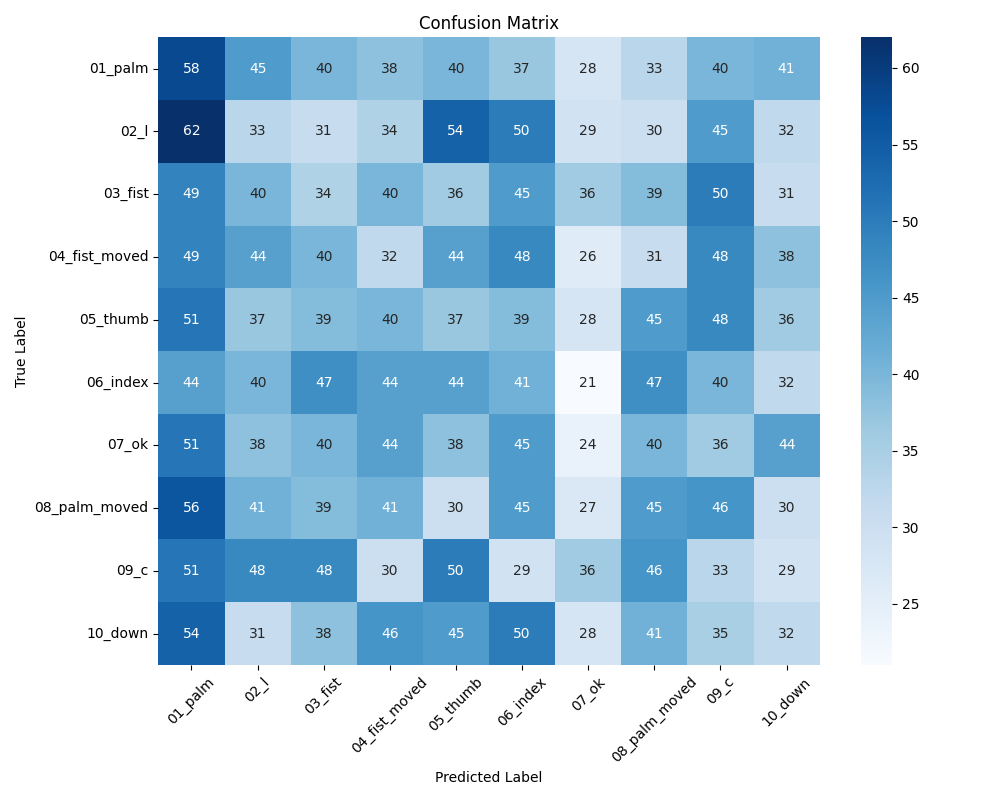 Confusion Matrix
01_palm 58 45 40 38 40 37 28 33 40 41
02_l 62 33 31 34 54 50 29 30 45 32
03_fist 49 40 34 40 36 45 36 39 50 31
04_fist_moved 49 44 40 32 44 48 26 31 48 38
05_thumb 51 37 39 40 37 39 28 45 48 36
06_index 44 40 47 44 44 41 21 47 40 32
07_ok 51 38 40 44 38 45 24 40 36 44
08_palm_moved 56 41 39 41 30 45 27 45 46 30
09_c 51 48 48 30 50 29 36 46 33 29
10_down 54 31 38 46 45 50 28 41 35 32
True Label
01_palm 02_l 03_fist 04_fist_moved 05_thumb 06_index 07_ok 08_palm_moved 09_c 10_down
Predicted Label
60
55
50
45
40
35
30
25